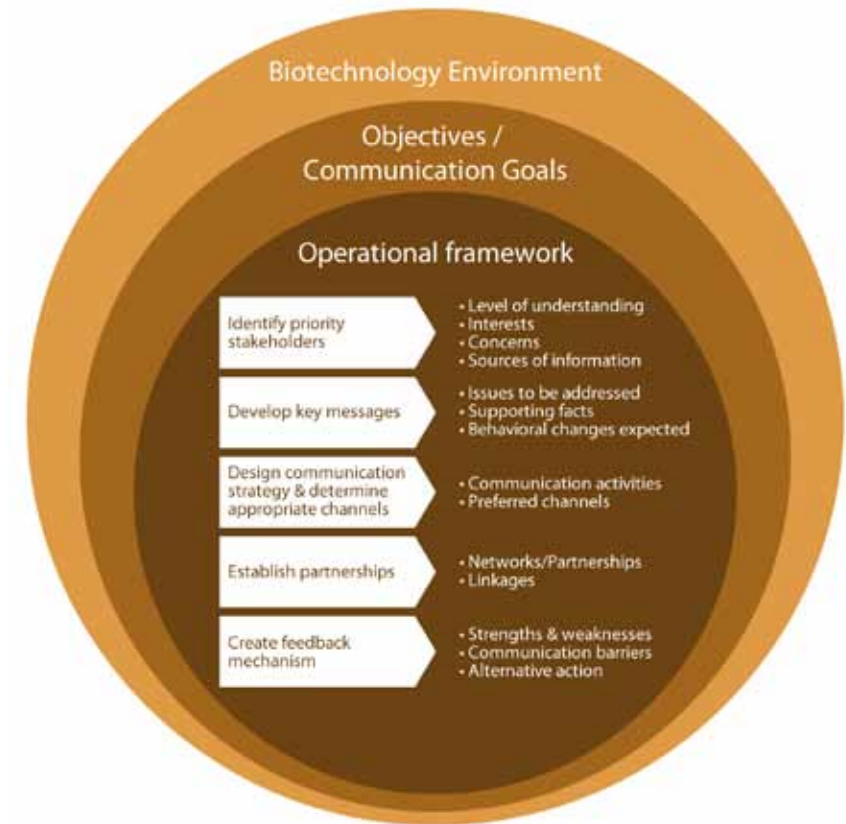 Biotechnology Environment
Objectives /
Communication Goals
Operational framework
Identify priority
stakeholders
• Level of understanding
• Interests
• Concerns
• Sources of information
Develop key messages
• Issues to be addressed
• Supporting facts
• Behavioral changes expected
Design communication
strategy & determine
appropriate channels
• Communication activities
• Preferred channels
Establish partnerships
• Networks/Partnerships
• Linkages
Create feedback
mechanism
• Strengths & weaknesses
• Communication barriers
• Alternative action